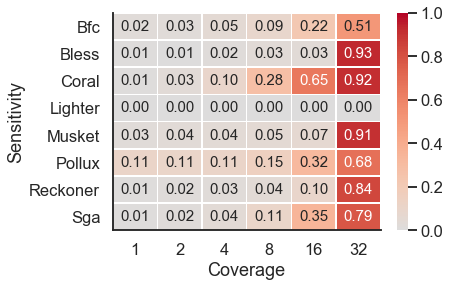 Sensitivity
Bfc 0.02 0.03 0.05 0.09 0.22 0.51
Bless 0.01 0.01 0.02 0.03 0.03 0.93
Coral 0.01 0.03 0.10 0.28 0.65 0.92
Lighter 0.00 0.00 0.00 0.00 0.00 0.00
Musket 0.03 0.04 0.04 0.05 0.07 0.91
Pollux 0.11 0.11 0.11 0.15 0.32 0.68
Reckoner 0.01 0.02 0.03 0.04 0.10 0.84
Sga 0.01 0.02 0.04 0.11 0.35 0.79
1 2 4 8 16 32
Coverage
1.0
0.8
0.6
0.4
0.2
0.0